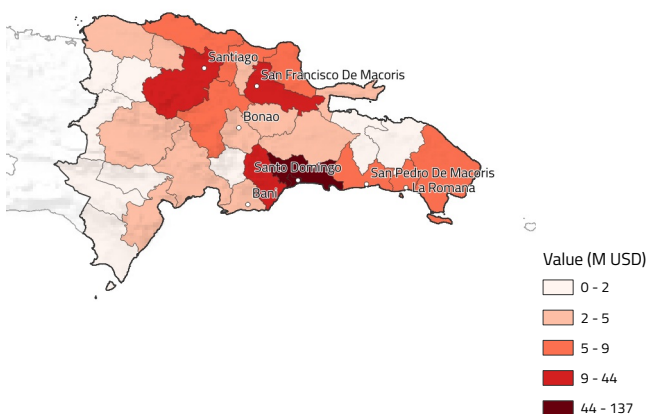 Santiago
San Francisco De Macoris
Bonao
Santo Domingo
San Pedro De Macoris
La Romana
Bani
Value (M USD)
0 - 2
2 - 5
5 - 9
9 - 44
44 - 137